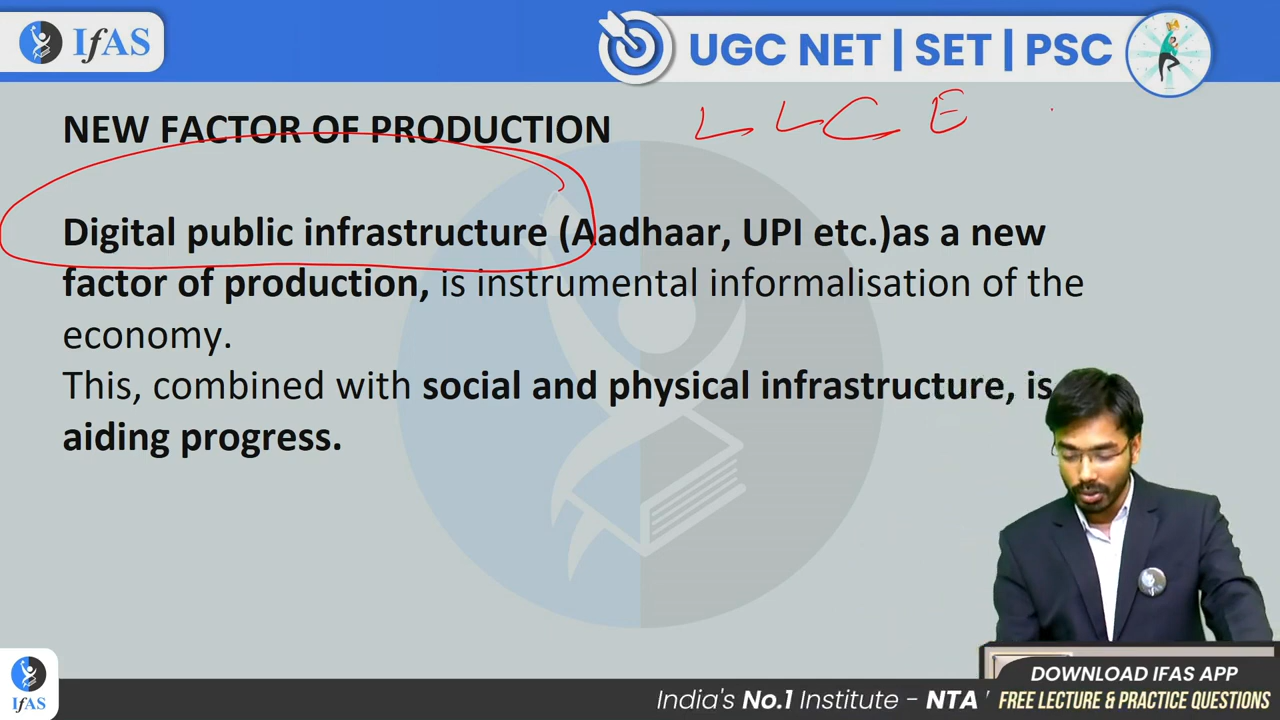 IfAS
UGC NET | SET | PSC
NEW FACTOR OF PRODUCTION
L L C E
Digital public infrastructure (Aadhaar, UPI etc.)as a new
factor of production, is instrumental informalisation of the
economy.
This, combined with social and physical infrastructure, is
aiding progress.
IfAS
DOWNLOAD IFAS APP
India's No.1 Institute - NTA
FREE LECTURE & PRACTICE QUESTIONS